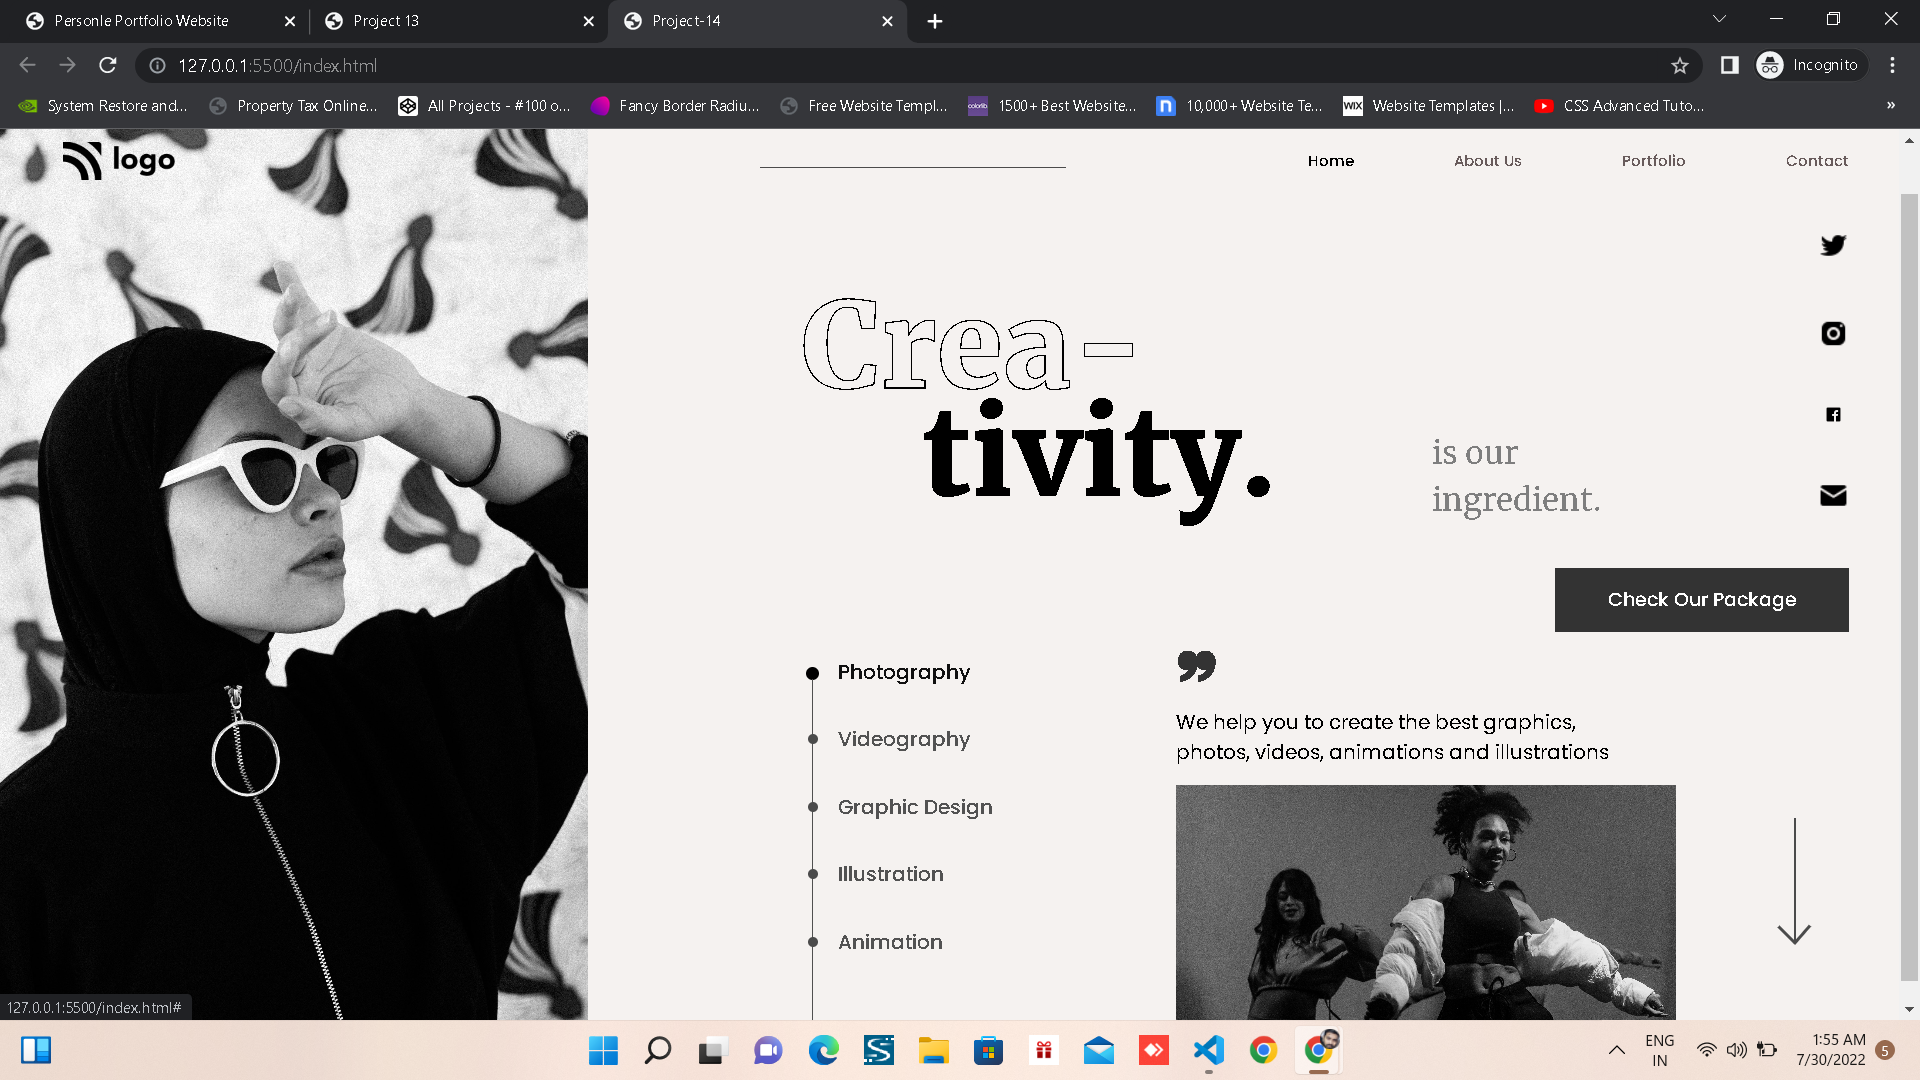 Personle Portfolio Website
Project 13
Project-14
127.0.0.1:5500/index.html
Incognito
System Restore and...
Property Tax Online...
All Projects - #100 o...
Fancy Border Radiu...
Free Website Templ...
colorlib
1500+ Best Website...
10,000+ Website Te...
WIX
Website Templates |...
CSS Advanced Tuto...
»
logo
Home
About Us
Portfolio
Contact
Crea-
tivity.
is our
ingredient.
Check Our Package
Photography
Videography
Graphic Design
Illustration
Animation
”
We help you to create the best graphics,
photos, videos, animations and illustrations
127.0.0.1:5500/index.html#
ENG
IN
1:55 AM
7/30/2022
5